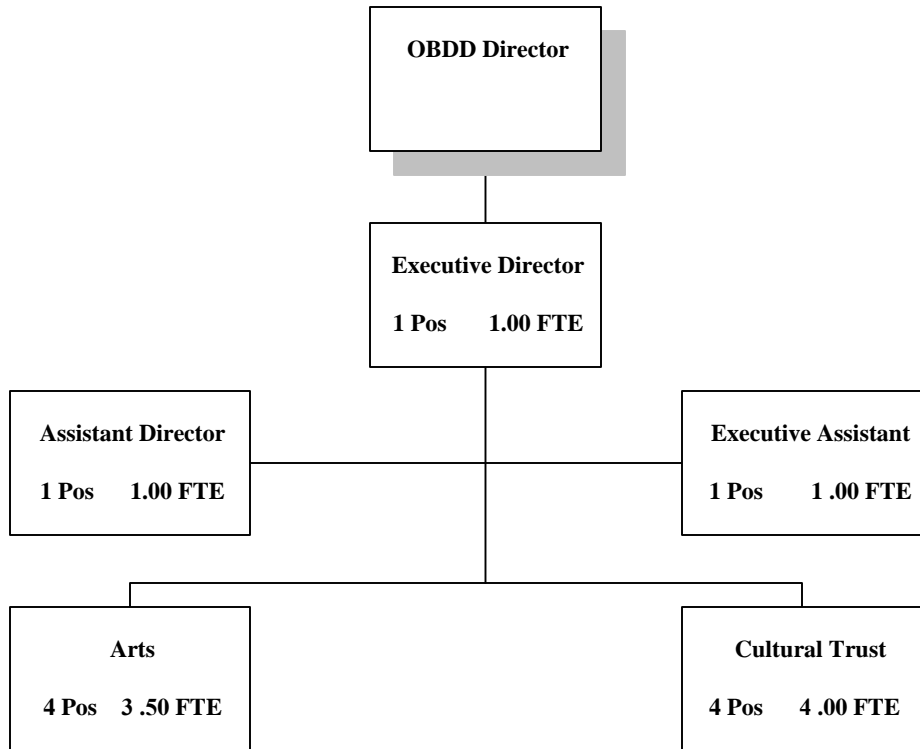 OBDD Director
Executive Director
1 Pos 1.00 FTE
Assistant Director
1 Pos 1.00 FTE
Executive Assistant
1 Pos 1 .00 FTE
Arts
4 Pos 3 .50 FTE
Cultural Trust
4 Pos 4 .00 FTE